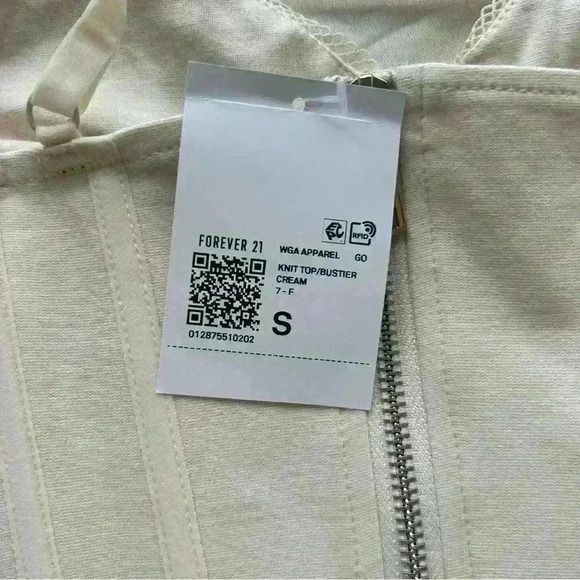 RFID
FOREVER 21
WGA APPAREL GO
KNIT TOP/BUSTIER
CREAM
7 - F
S
012875510202